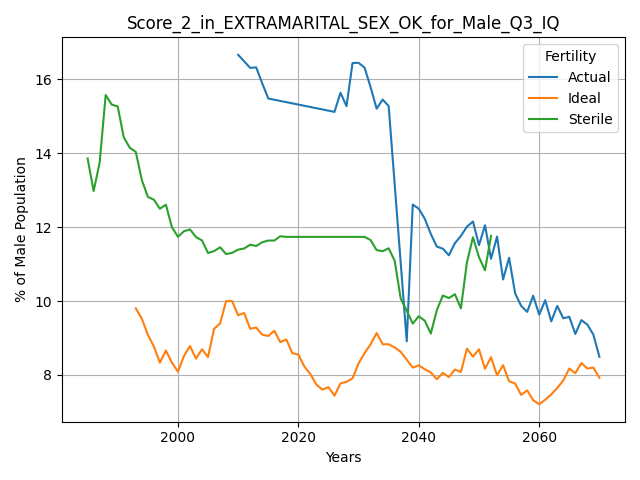 Score_2_in_EXTRAMARITAL_SEX_OK_for_Male_Q3_IQ
Fertility
Actual
Ideal
Sterile
% of Male Population
16
14
12
10
8
2000 2020 2040 2060
Years